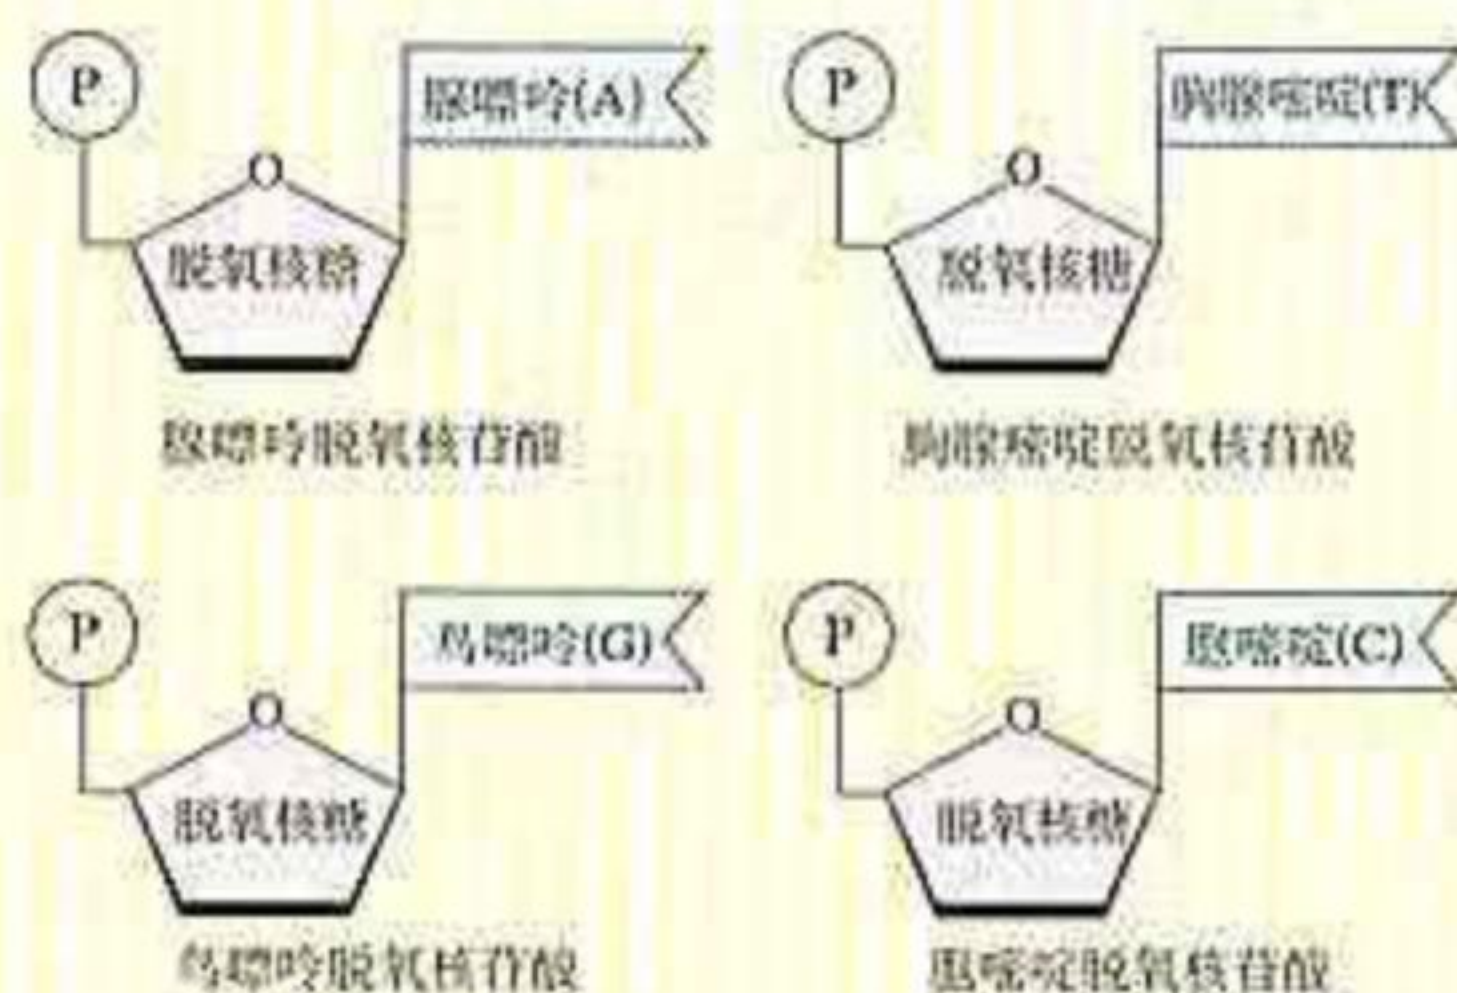 P 腺嘌呤(A) P 胸腺嘧啶(T)
O O
脱氧核糖 脱氧核糖
腺嘌呤脱氧核苷酸 胸腺嘧啶脱氧核苷酸
P 鸟嘌呤(G) P 胞嘧啶(C)
O O
脱氧核糖 脱氧核糖
鸟嘌呤脱氧核苷酸 胞嘧啶脱氧核苷酸